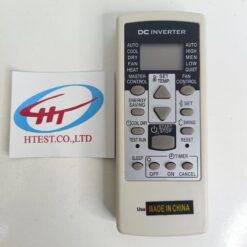 DC INVERTER
AUTO
COOL
DRY
FAN
HEAT
AUTO
HIGH
MED
LOW
QUIET
MASTER
CONTROL
SET
TEMP.
FAN
CONTROL
ENERGY
SAVING
SET
COIL DRY
SWING
TEST RUN
RESET
SLEEP
TIMER
OFF
ON
CANCEL
Use
MADE IN CHINA
HT
HTEST.CO.,LTD